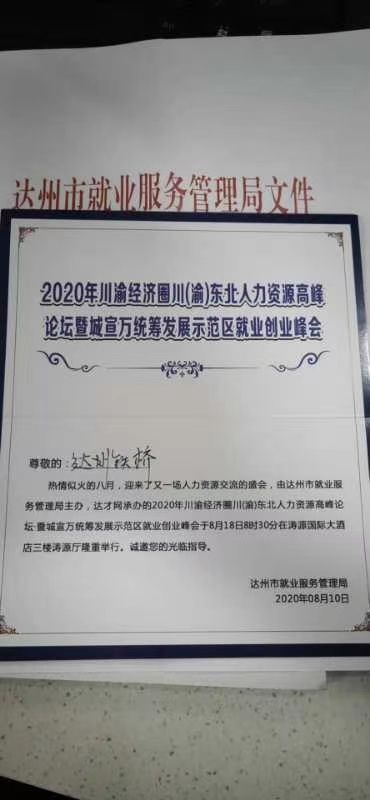 达州市就业服务管理局文件
2020年川渝经济圈川(渝)东北人力资源高峰
论坛暨城宣万统筹发展示范区就业创业峰会
尊敬的：达州铁桥
热情似火的八月，迎来了又一场人力资源交流的盛会，由达州市就业服
务管理局主办，达才网承办的2020年川渝经济圈川(渝)东北人力资源高峰论
坛·暨城宣万统筹发展示范区就业创业峰会于8月18日8时30分在涛源国际大酒
店三楼涛源厅隆重举行。诚邀您的光临指导。
达州市就业服务管理局
2020年08月10日